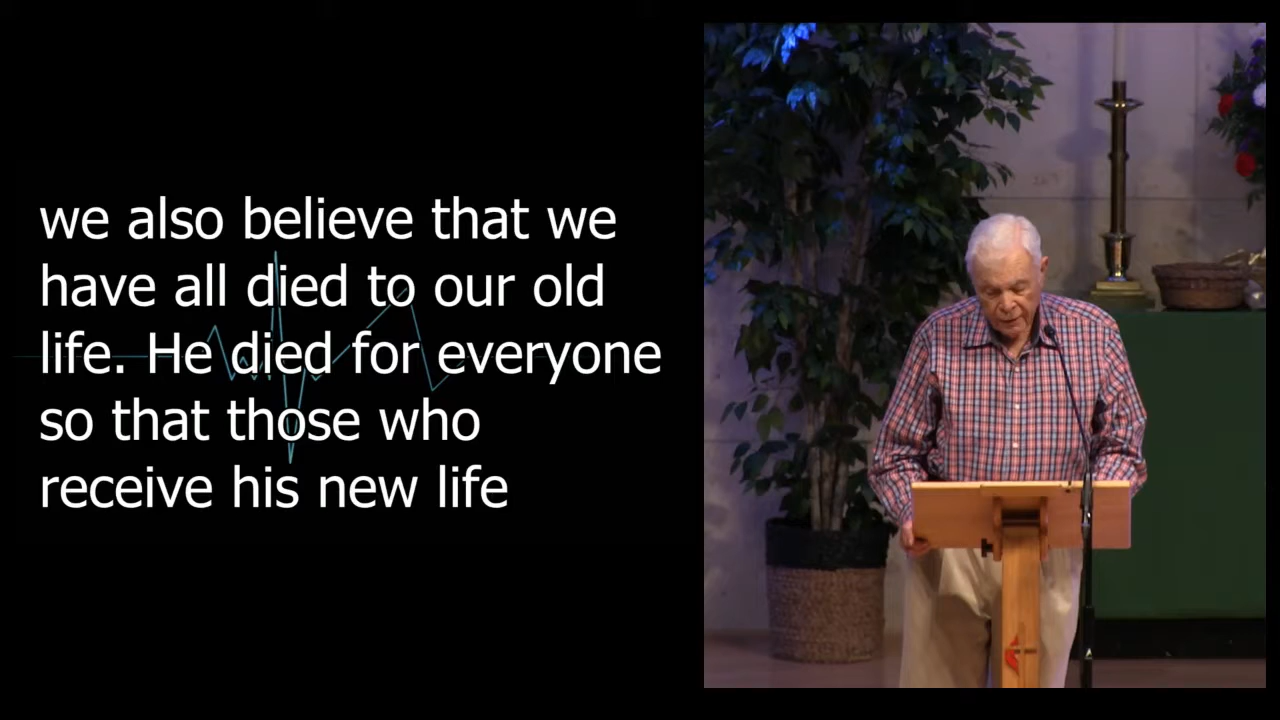 we also believe that we
have all died to our old
life. He died for everyone
so that those who
receive his new life